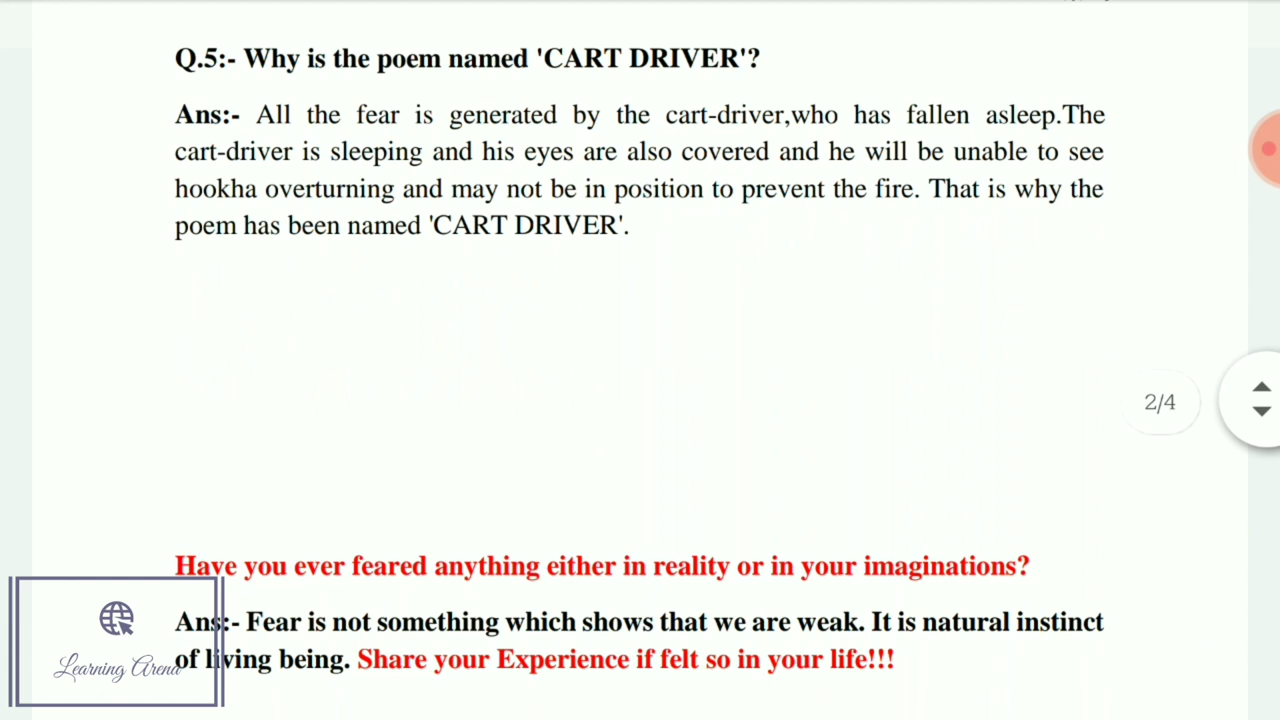 Q.5:- Why is the poem named 'CART DRIVER'?
Ans:- All the fear is generated by the cart-driver,who has fallen asleep.The
cart-driver is sleeping and his eyes are also covered and he will be unable to see
hookha overturning and may not be in position to prevent the fire. That is why the
poem has been named 'CART DRIVER'.
2/4
Have you ever feared anything either in reality or in your imaginations?
Ans:- Fear is not something which shows that we are weak. It is natural instinct
of living being. Share your Experience if felt so in your life!!!
Learning Arena